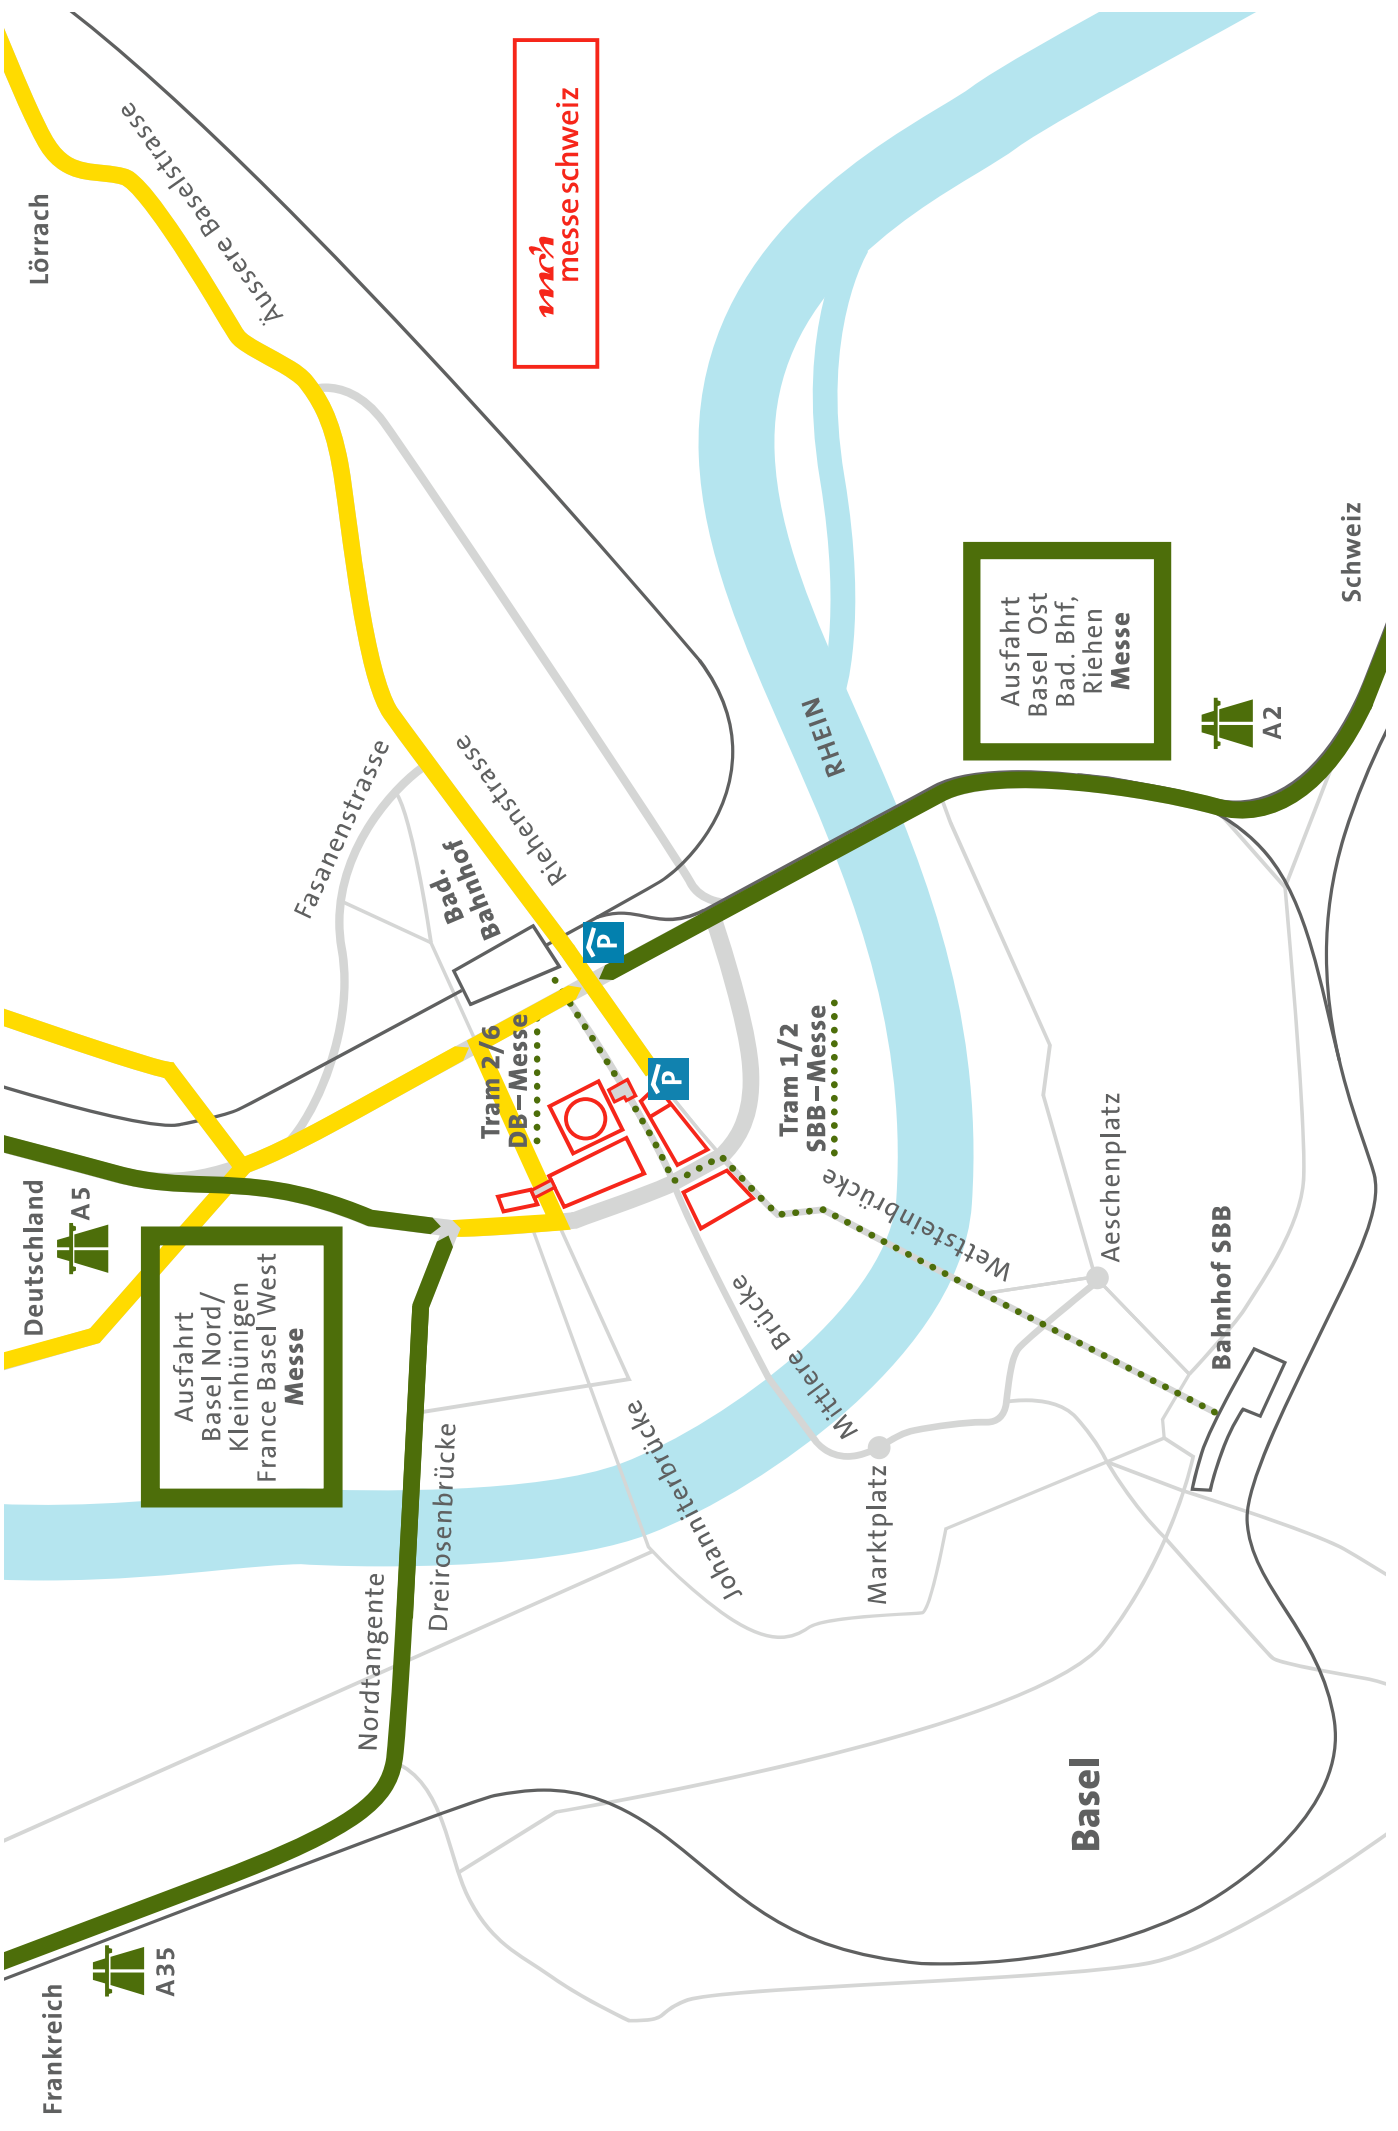 Frankreich
A35
Deutschland
A5
Lörrach
Ausfahrt
Basel Nord/
Kleinhünigen
France Basel West
Messe
Äussere Baselstrasse
Fasanenstrasse
Riehenstrasse
Bad.
Bahnhof
mch
messe schweiz
Nordtangente
Dreirosenbrücke
Tram 2/6
DB–Messe
P
P
Johanniterbrücke
Mittlere Brücke
Tram 1/2
SBB–Messe
RHEIN
Wettsteinbrücke
Marktplatz
Aeschenplatz
Ausfahrt
Basel Ost
Bad. Bhf,
Riehen
Messe
A2
Basel
Bahnhof SBB
Schweiz